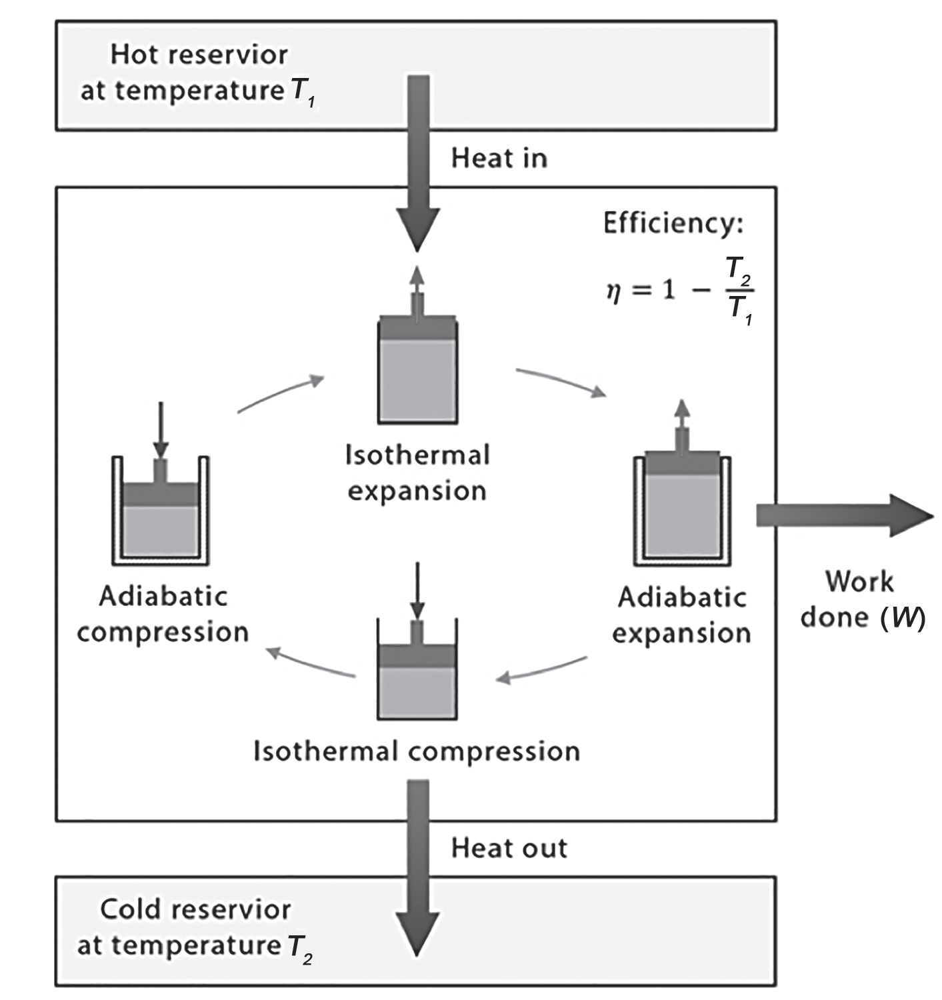 Hot reservior
at temperature T₁
Heat in
Efficiency:
η = 1 − T₂/T₁
Isothermal
expansion
Adiabatic
compression
Adiabatic
expansion
Work
done (W)
Isothermal compression
Heat out
Cold reservior
at temperature T₂